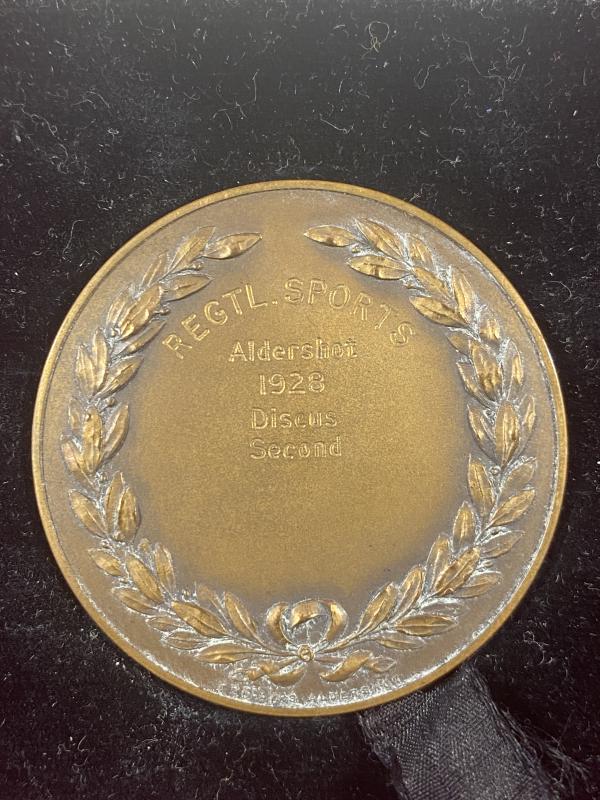 REGTL. SPORTS
Aldershot
1928
Discus
Second